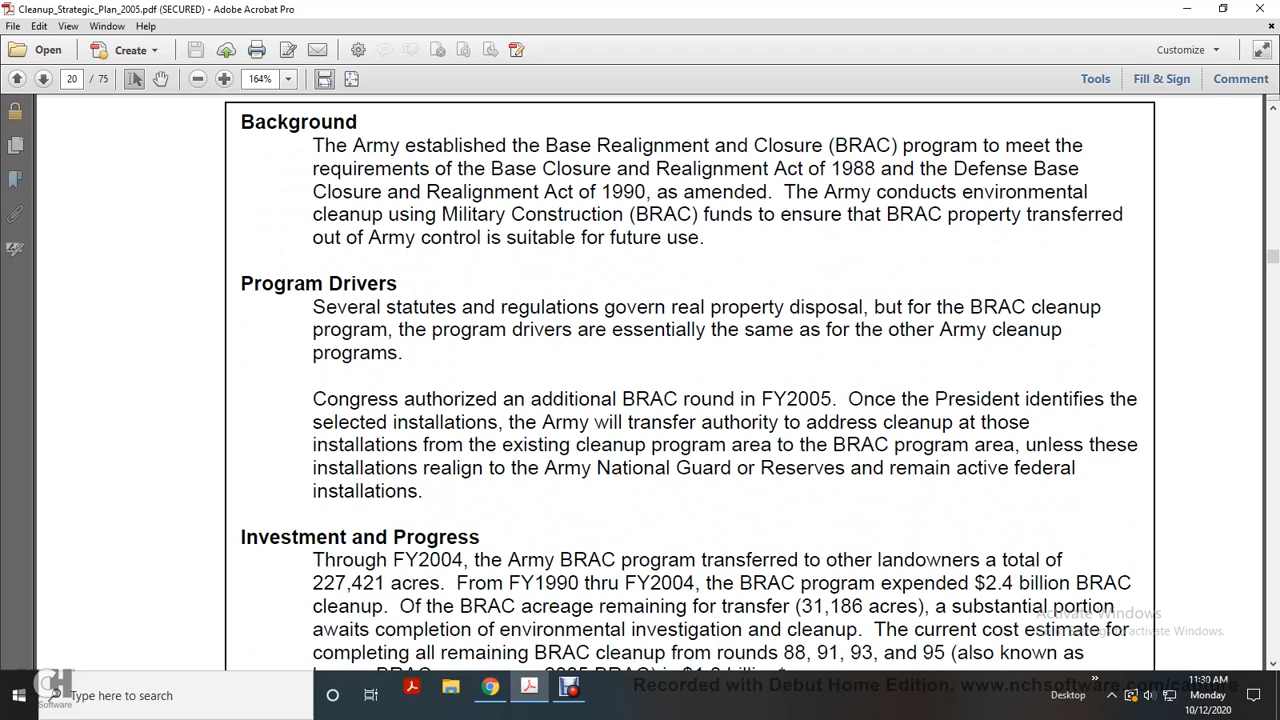 Cleanup_Strategic_Plan_2005.pdf (SECURED) - Adobe Acrobat Pro
File Edit View Window Help
Open Create Customize
20 / 75 164% Tools Fill & Sign Comment
Background
The Army established the Base Realignment and Closure (BRAC) program to meet the
requirements of the Base Closure and Realignment Act of 1988 and the Defense Base
Closure and Realignment Act of 1990, as amended. The Army conducts environmental
cleanup using Military Construction (BRAC) funds to ensure that BRAC property transferred
out of Army control is suitable for future use.
Program Drivers
Several statutes and regulations govern real property disposal, but for the BRAC cleanup
program, the program drivers are essentially the same as for the other Army cleanup
programs.
Congress authorized an additional BRAC round in FY2005. Once the President identifies the
selected installations, the Army will transfer authority to address cleanup at those
installations from the existing cleanup program area to the BRAC program area, unless these
installations realign to the Army National Guard or Reserves and remain active federal
installations.
Investment and Progress
Through FY2004, the Army BRAC program transferred to other landowners a total of
227,421 acres. From FY1990 thru FY2004, the BRAC program expended $2.4 billion BRAC
cleanup. Of the BRAC acreage remaining for transfer (31,186 acres), a substantial portion
awaits completion of environmental investigation and cleanup. The current cost estimate for
completing all remaining BRAC cleanup from rounds 88, 91, 93, and 95 (also known as
Activate Windows
to activate Windows.
Recorded with Debut Home Edition. www.nchsoftware.com/capture
CH
Software
Type here to search
Desktop
11:30 AM
Monday
10/12/2020